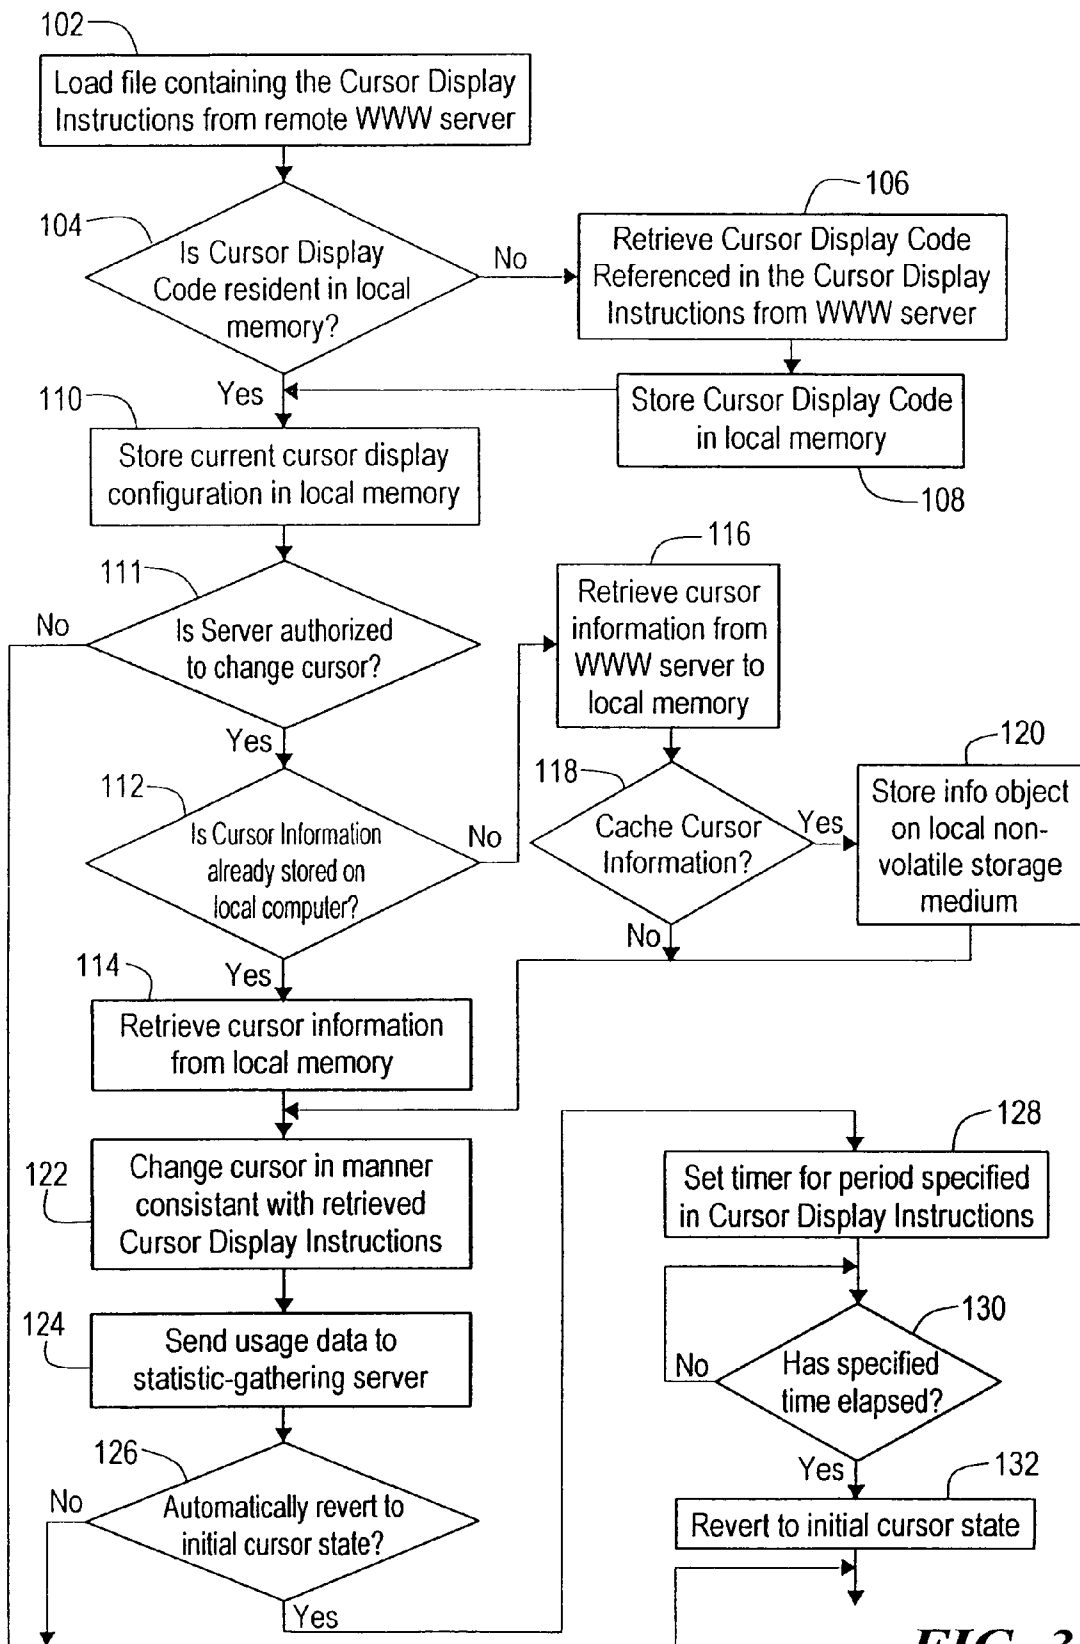 102
Load file containing the Cursor Display
Instructions from remote WWW server
104
Is Cursor Display
Code resident in local
memory?
No
106
Retrieve Cursor Display Code
Referenced in the Cursor Display
Instructions from WWW server
Yes
Store Cursor Display Code
in local memory
108
110
Store current cursor display
configuration in local memory
111
No
Is Server authorized
to change cursor?
Yes
116
Retrieve cursor
information from
WWW server to
local memory
112
Is Cursor Information
already stored on
local computer?
No
118
Cache Cursor
Information?
Yes
No
120
Store info object
on local non-
volatile storage
medium
Yes
114
Retrieve cursor information
from local memory
122
Change cursor in manner
consistant with retrieved
Cursor Display Instructions
124
Send usage data to
statistic-gathering server
126
No
Automatically revert to
initial cursor state?
Yes
128
Set timer for period specified
in Cursor Display Instructions
130
No
Has specified
time elapsed?
Yes
132
Revert to initial cursor state
FIG. 3